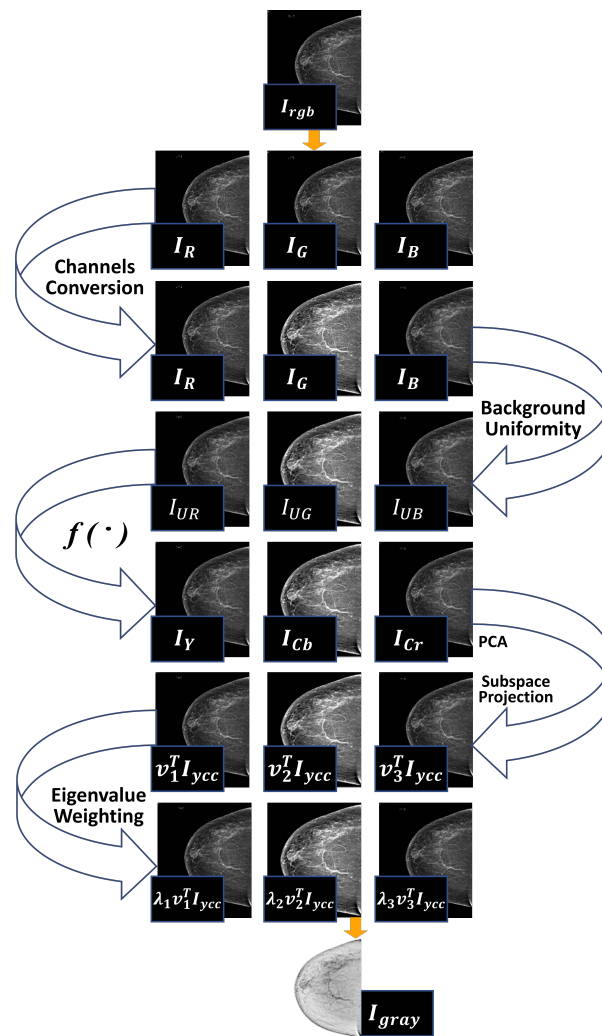 I_rgb
I_R
I_G
I_B
Channels
Conversion
I_R
I_G
I_B
Background
Uniformity
I_UR
I_UG
I_UB
f(·)
I_Y
I_Cb
I_Cr
PCA
Subspace
Projection
v_1^T I_ycc
v_2^T I_ycc
v_3^T I_ycc
Eigenvalue
Weighting
λ_1 v_1^T I_ycc
λ_2 v_2^T I_ycc
λ_3 v_3^T I_ycc
I_gray